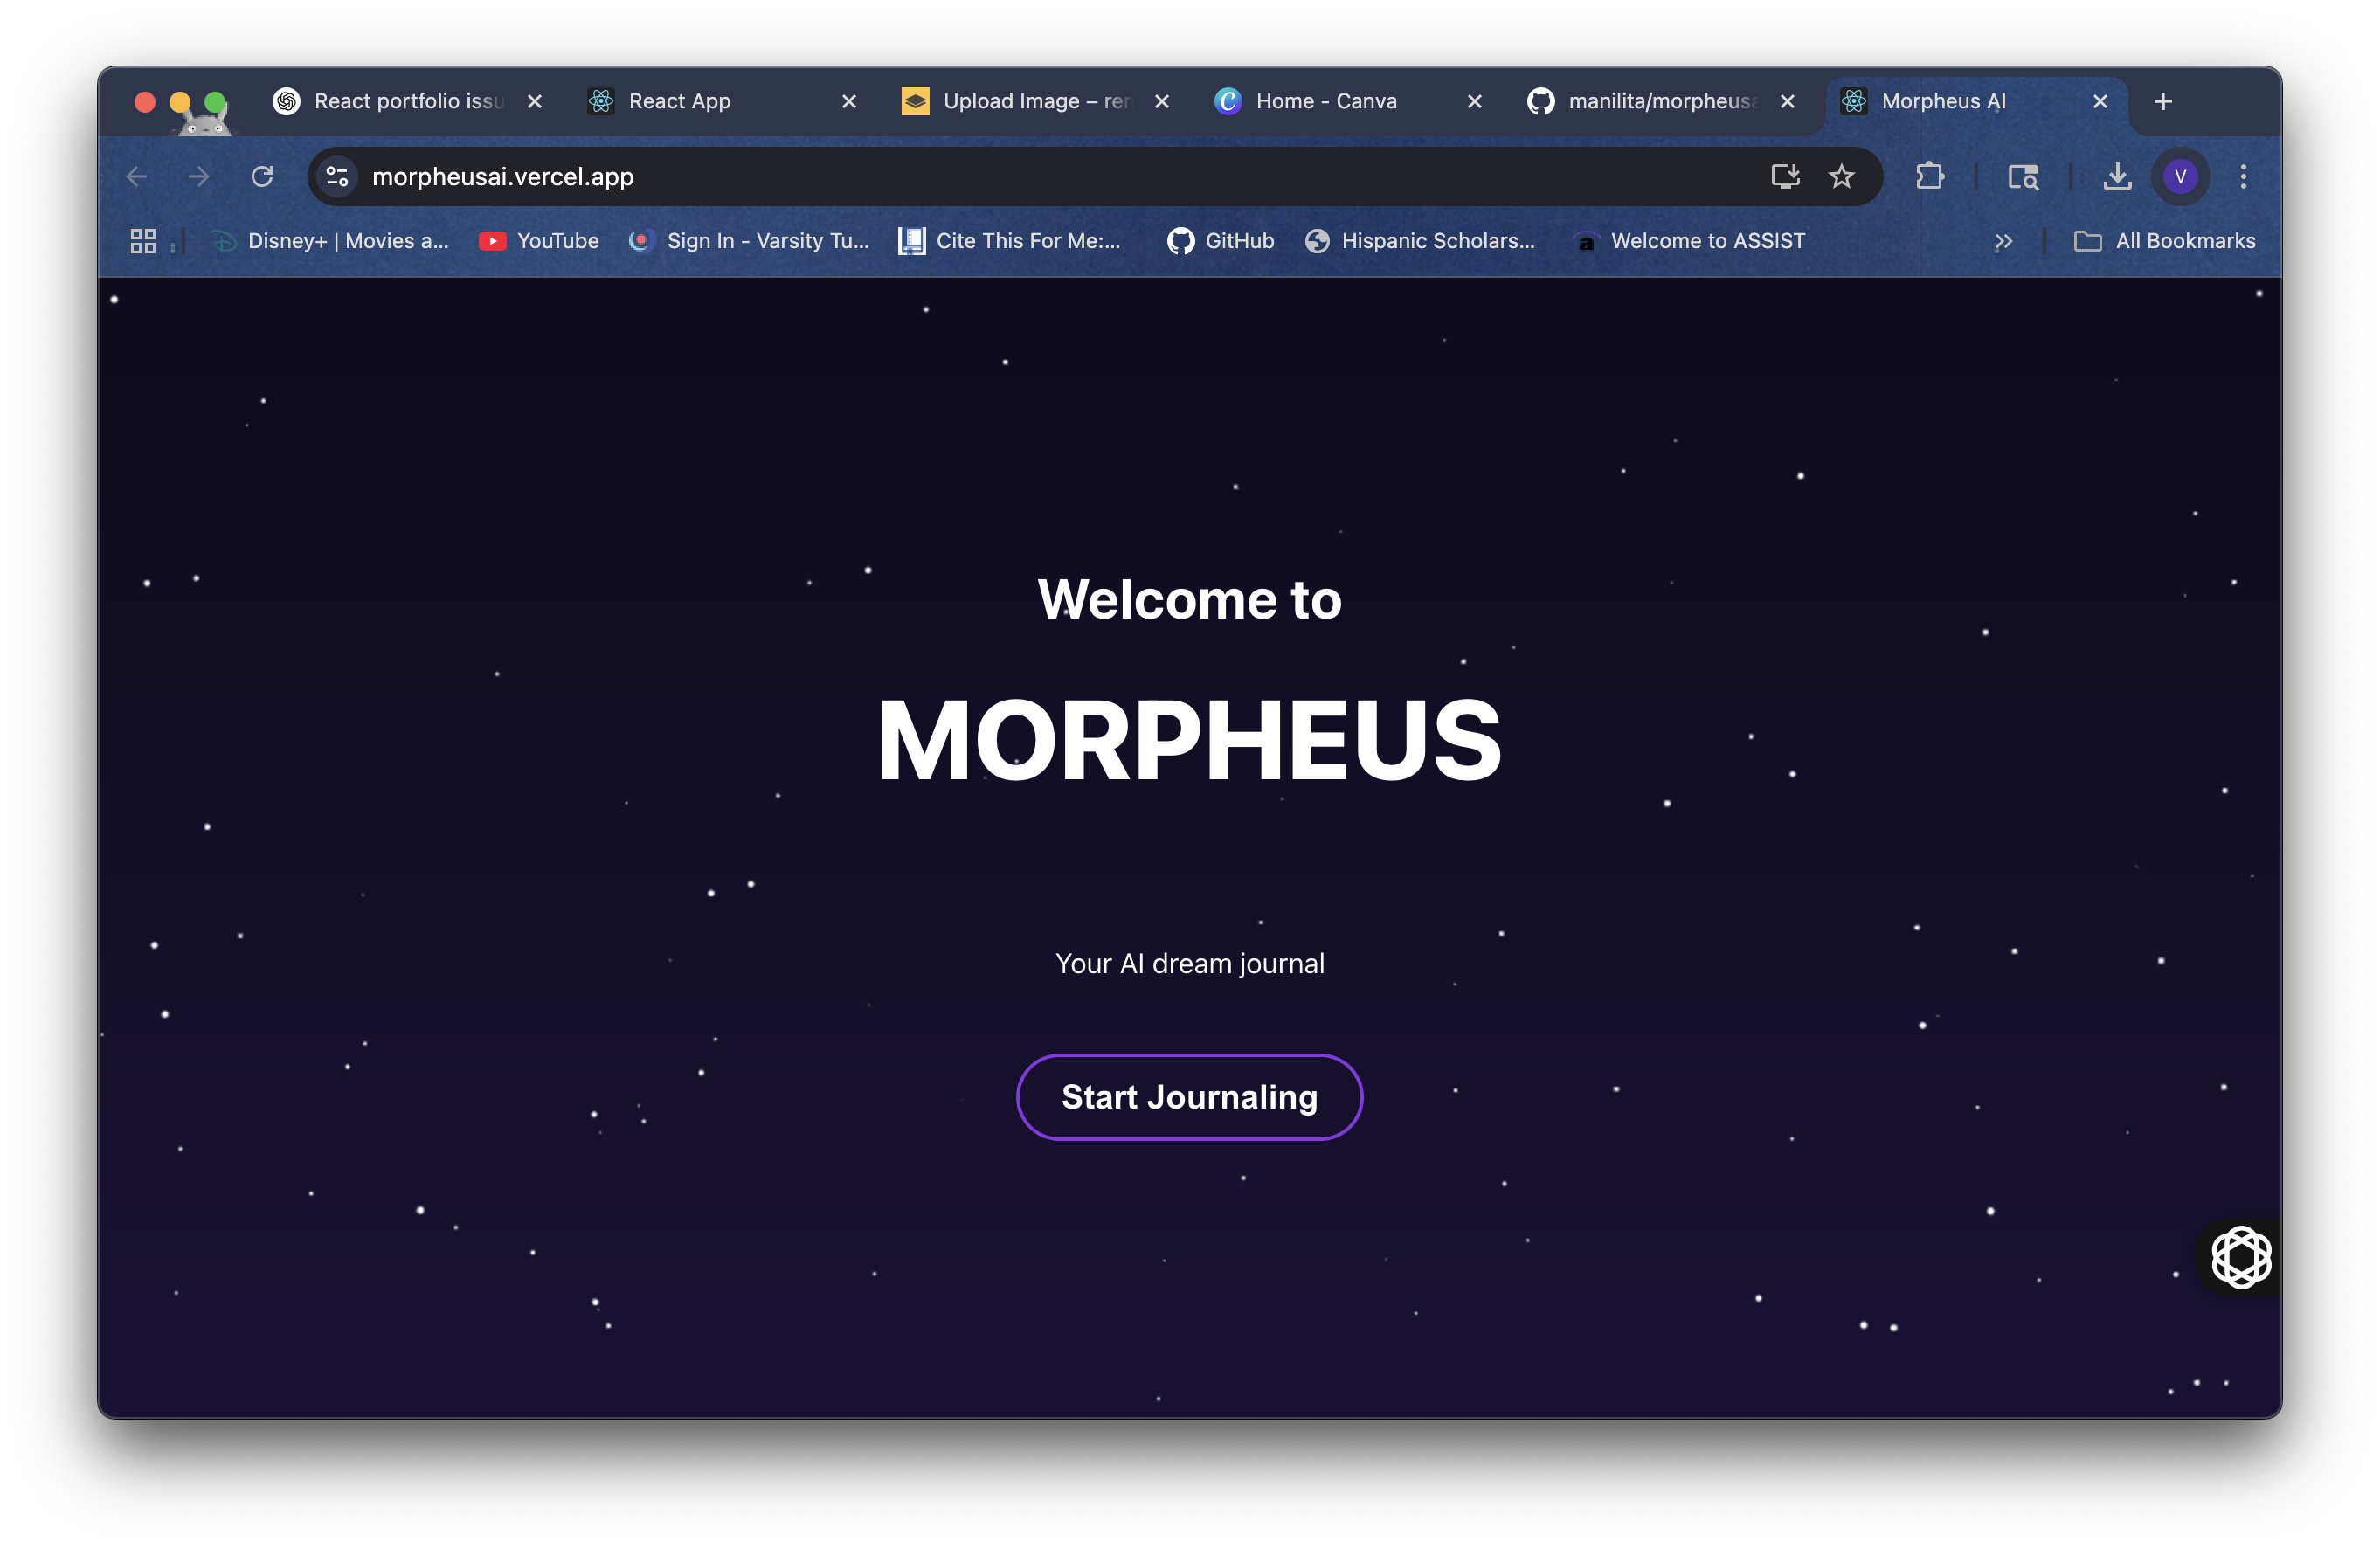 React portfolio issu
React App
Upload Image – rem
Home - Canva
manilita/morpheusa
Morpheus AI
morpheusai.vercel.app
V
Disney+ | Movies a...
YouTube
Sign In - Varsity Tu...
Cite This For Me:...
GitHub
Hispanic Scholars...
Welcome to ASSIST
All Bookmarks
Welcome to
MORPHEUS
Your AI dream journal
Start Journaling